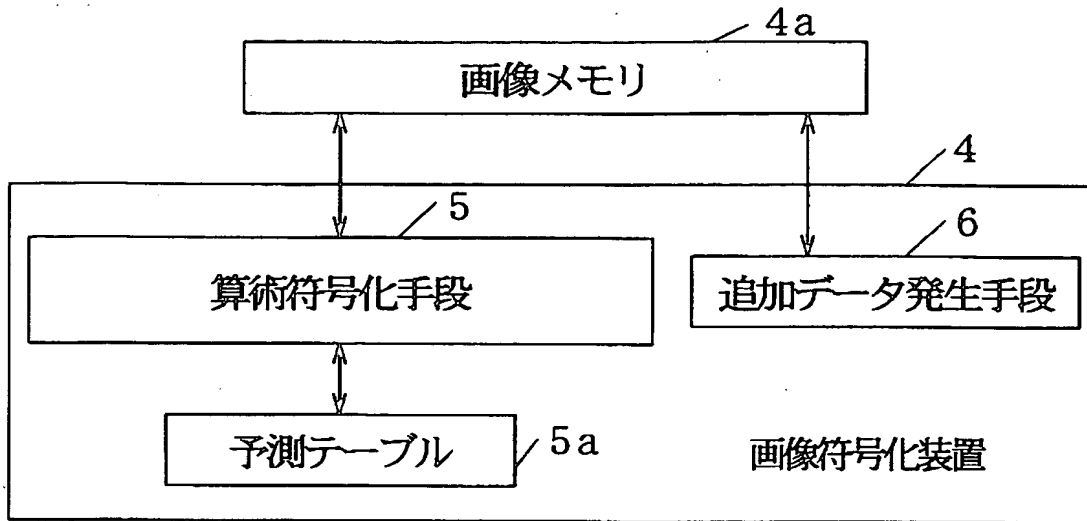 4a
画像メモリ
4
5
算術符号化手段
6
追加データ発生手段
予測テーブル
5a
画像符号化装置